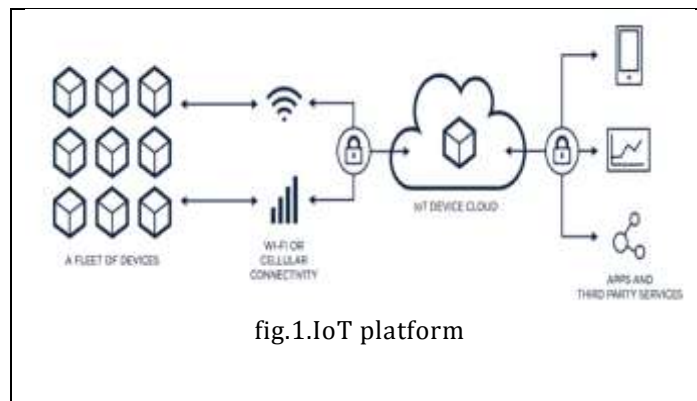 A FLEET OF DEVICES
WI-FI OR
CELLULAR
CONNECTIVITY
IoT DEVICE CLOUD
APPS AND
THIRD PARTY SERVICES
fig.1.IoT platform